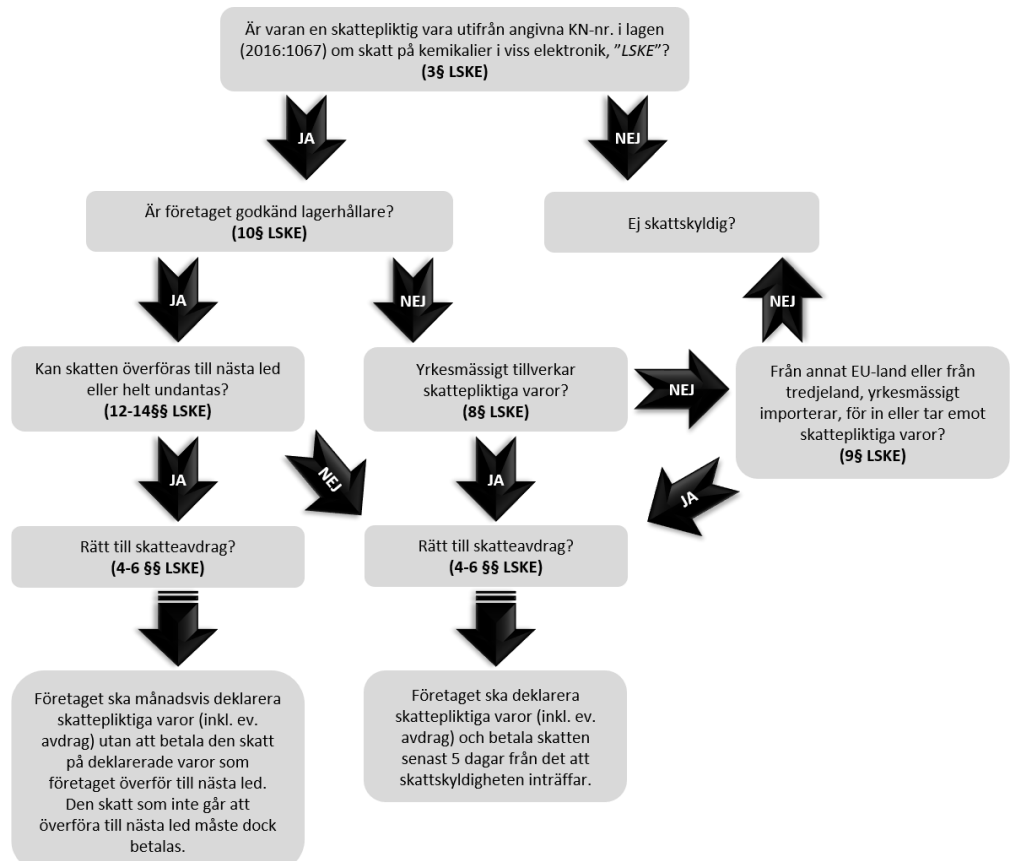 Är varan en skattepliktig vara utifrån angivna KN-nr. i lagen
(2016:1067) om skatt på kemikalier i viss elektronik, ”LSKE”?
(3§ LSKE)
JA
NEJ
Är företaget godkänd lagerhållare?
(10§ LSKE)
Ej skattskyldig?
JA
NEJ
NEJ
Kan skatten överföras till nästa led
eller helt undantas?
(12-14§§ LSKE)
Yrkesmässigt tillverkar
skattepliktiga varor?
(8§ LSKE)
NEJ
Från annat EU-land eller från
tredjeland, yrkesmässigt
importerar, för in eller tar emot
skattepliktiga varor?
(9§ LSKE)
JA
NEJ
JA
JA
Rätt till skatteavdrag?
(4-6 §§ LSKE)
Rätt till skatteavdrag?
(4-6 §§ LSKE)
Företaget ska månadsvis deklarera
skattepliktiga varor (inkl. ev.
avdrag) utan att betala den skatt
på deklarerade varor som
företaget överför till nästa led.
Den skatt som inte går att
överföra till nästa led måste dock
betalas.
Företaget ska deklarera
skattepliktiga varor (inkl. ev.
avdrag) och betala skatten
senast 5 dagar från det att
skattskyldigheten inträffar.